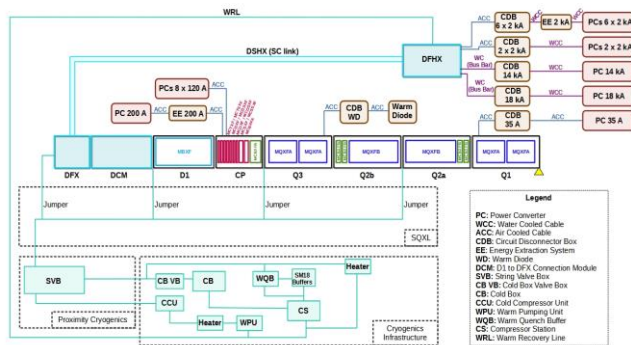 WRL
ACC
CDB
6 x 2 kA
WCC
EE 2 kA
WCC
PCs 6 x 2 kA
ACC
CDB
2 x 2 kA
WCC
PCs 2 x 2 kA
DSHX (SC link)
DFHX
WC
(Bus Bar)
CDB
14 kA
WCC
PC 14 kA
WC
(Bus Bar)
CDB
18 kA
WCC
PC 18 kA
PCs 8 x 120 A
ACC
PC 200 A
ACC
EE 200 A
ACC
CDB
WD
ACC
Warm
Diode
ACC
CDB
35 A
ACC
PC 35 A
MBXF
MQXFA
MQXFA
MQXFB
MQXFB
MQXFA
MQXFA
DFX
DCM
D1
CP
Q3
Q2b
Q2a
Q1
Jumper
Jumper
Jumper
Jumper
SQXL
SVB
Proximity Cryogenics
CB VB
CB
CCU
Heater
WPU
WQB
SM18
Buffers
Heater
CS
Cryogenics
Infrastructure
Legend
PC: Power Converter
WCC: Water Cooled Cable
ACC: Air Cooled Cable
CDB: Circuit Disconnector Box
EE: Energy Extraction System
WD: Warm Diode
DCM: D1 to DFX Connection Module
SVB: String Valve Box
CB VB: Cold Box Valve Box
CB: Cold Box
CCU: Cold Compressor Unit
WPU: Warm Pumping Unit
WQB: Warm Quench Buffer
CS: Compressor Station
WRL: Warm Recovery Line